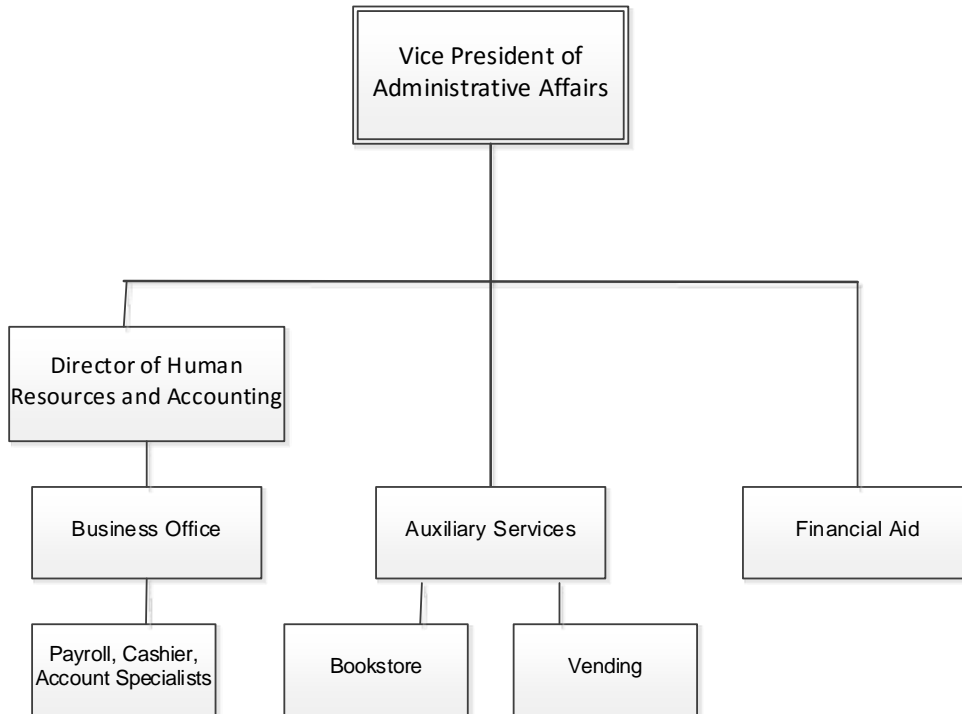 Vice President of
Administrative Affairs
Director of Human
Resources and Accounting
Business Office
Auxiliary Services
Financial Aid
Payroll, Cashier,
Account Specialists
Bookstore
Vending